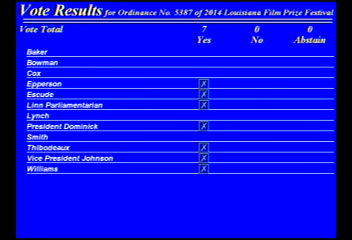 Vote Results for Ordinance No. 5387 of 2014 Louisiana Film Prize Festival
Vote Total 7 0 0
Yes No Abstain
Baker
Bowman
Cox
Epperson X
Escude X
Linn Parliamentarian X
Lynch
President Dominick X
Smith
Thibodeaux X
Vice President Johnson X
Williams X